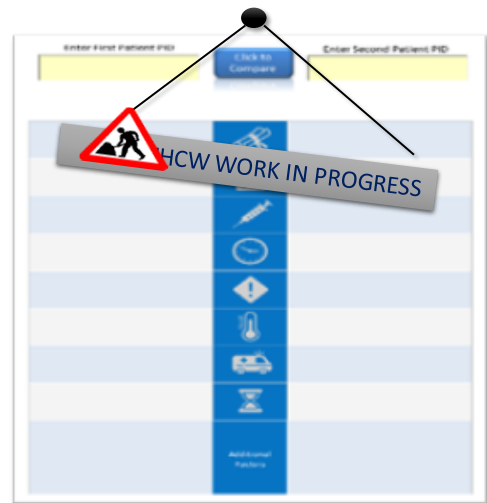 Enter First Patient PID
Click to
Compare
Enter Second Patient PID
HCW WORK IN PROGRESS
Additional
Factors